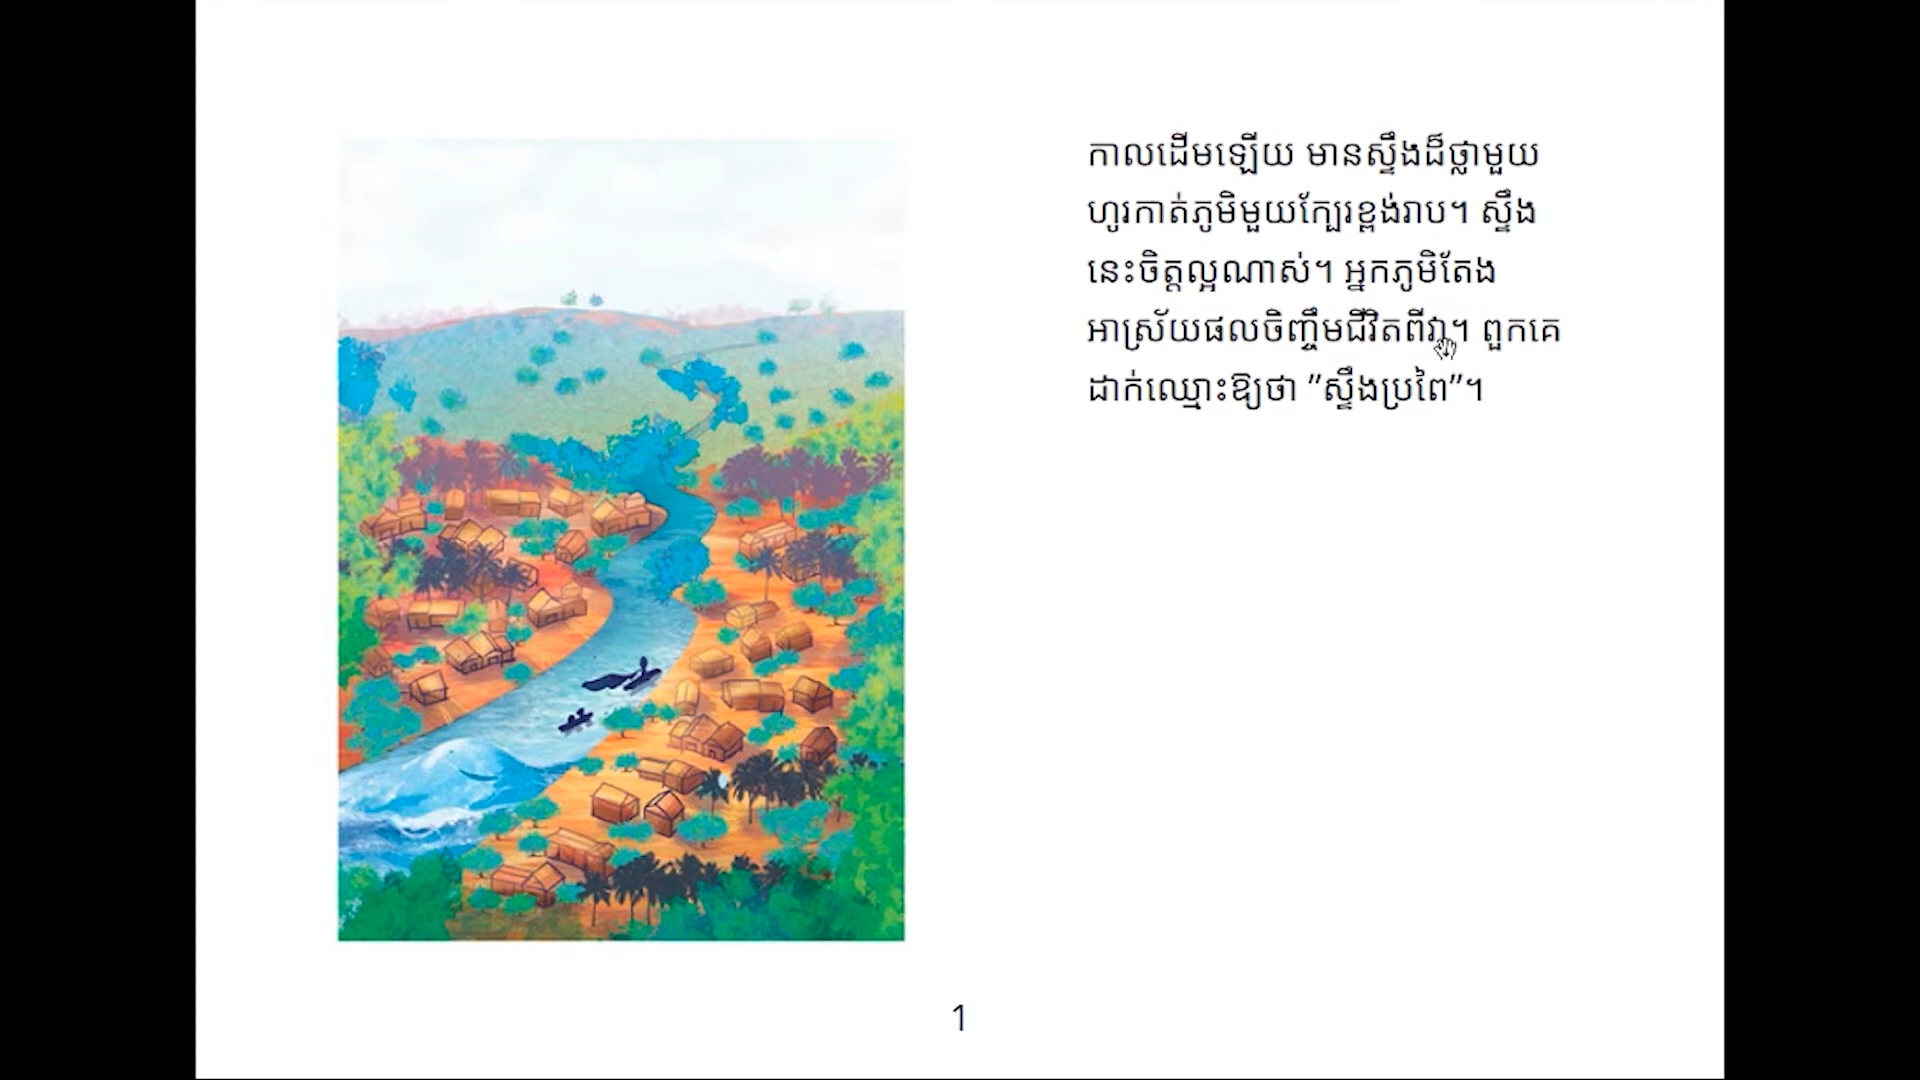 កាលដើមឡើយ មានស្ទឹងដ៏ថ្លាមួយ
ហូរកាត់ភូមិមួយក្បែរខ្ពង់រាប។ ស្ទឹង
នេះចិត្តល្អណាស់។ អ្នកភូមិតែង
អាស្រ័យផលចិញ្ចឹមជីវិតពីវា។ ពួកគេ
ដាក់ឈ្មោះឱ្យថា "ស្ទឹងប្រពៃ"។
1